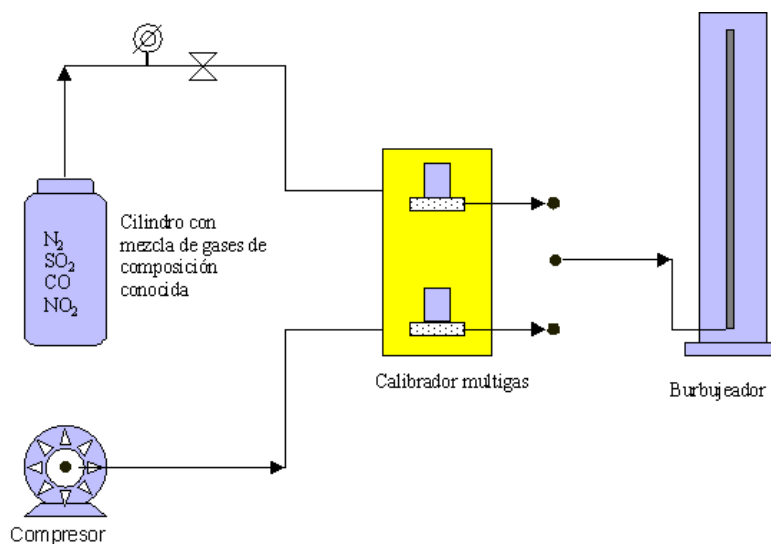 N₂
SO₂
CO
NO₂
Cilindro con
mezcla de gases de
composición
conocida
Calibrador multigas
Burbujeador
Compresor